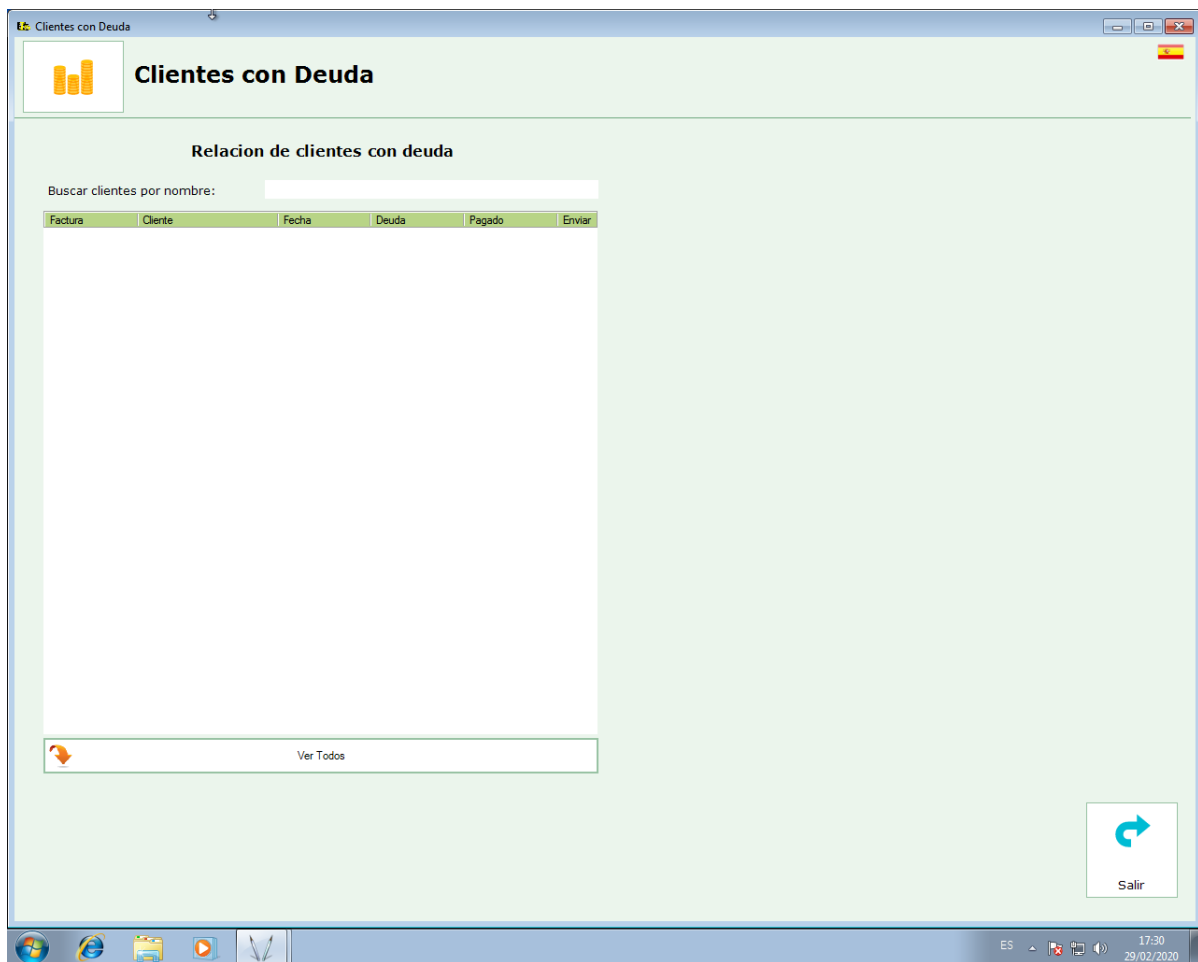 Clientes con Deuda
Clientes con Deuda
Relacion de clientes con deuda
Buscar clientes por nombre:
Factura Cliente Fecha Deuda Pagado Enviar
Ver Todos
Salir
ES 17:30
29/02/2020